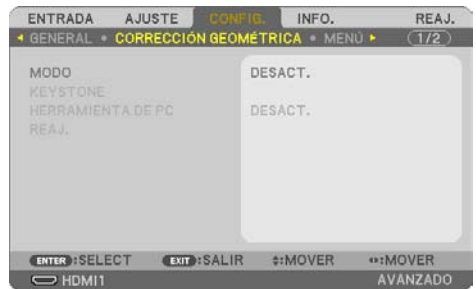 ENTRADA AJUSTE CONFIG. INFO. REAJ.
GENERAL • CORRECCIÓN GEOMÉTRICA • MENÚ 1/2
MODO DESACT.
KEYSTONE
HERRAMIENTA DE PC DESACT.
REAJ.
ENTER :SELECT EXIT :SALIR :MOVER :MOVER
HDMI1 AVANZADO